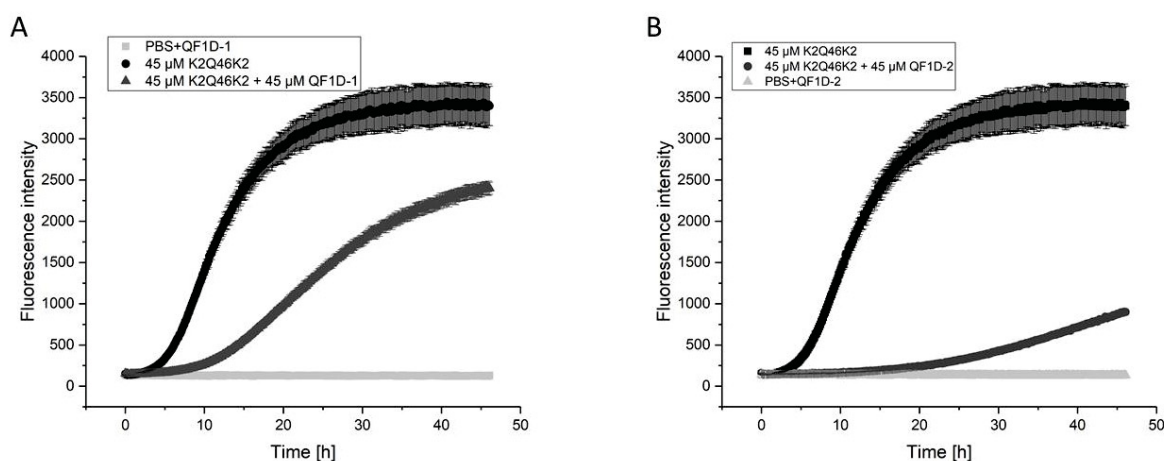 A
PBS+QF1D-1
45 µM K2Q46K2
45 µM K2Q46K2 + 45 µM QF1D-1
4000
3500
3000
2500
2000
1500
1000
500
0
Fluorescence intensity
0
10
20
30
40
50
Time [h]
B
45 µM K2Q46K2
45 µM K2Q46K2 + 45 µM QF1D-2
PBS+QF1D-2
4000
3500
3000
2500
2000
1500
1000
500
0
Fluorescence intensity
0
10
20
30
40
50
Time [h]